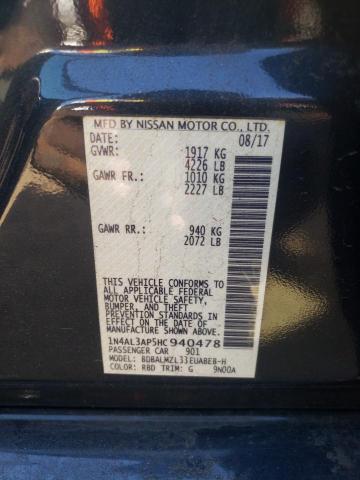 MFD BY NISSAN MOTOR CO., LTD.
DATE: 08/17
GVWR: 1917 KG
4226 LB
GAWR FR.: 1010 KG
2227 LB
GAWR RR.: 940 KG
2072 LB
THIS VEHICLE CONFORMS TO
ALL APPLICABLE FEDERAL
MOTOR VEHICLE SAFETY,
BUMPER, AND THEFT
PREVENTION STANDARDS
IN EFFECT ON THE DATE OF
MANUFACTURE SHOWN ABOVE.
1N4AL3AP5HC940478
PASSENGER CAR 901
MODEL: BDBALMZL33EUABEB-H
COLOR: RBD TRIM: G 9N00A